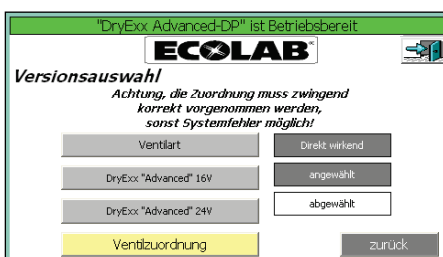 "DryExx Advanced-DP" ist Betriebsbereit
ECOLAB®
Versionsauswahl
Achtung, die Zuordnung muss zwingend
korrekt vorgenommen werden,
sonst Systemfehler möglich!
Ventilart
Direkt wirkend
DryExx "Advanced" 16V
angewählt
DryExx "Advanced" 24V
abgewählt
Ventilzuordnung
zurück